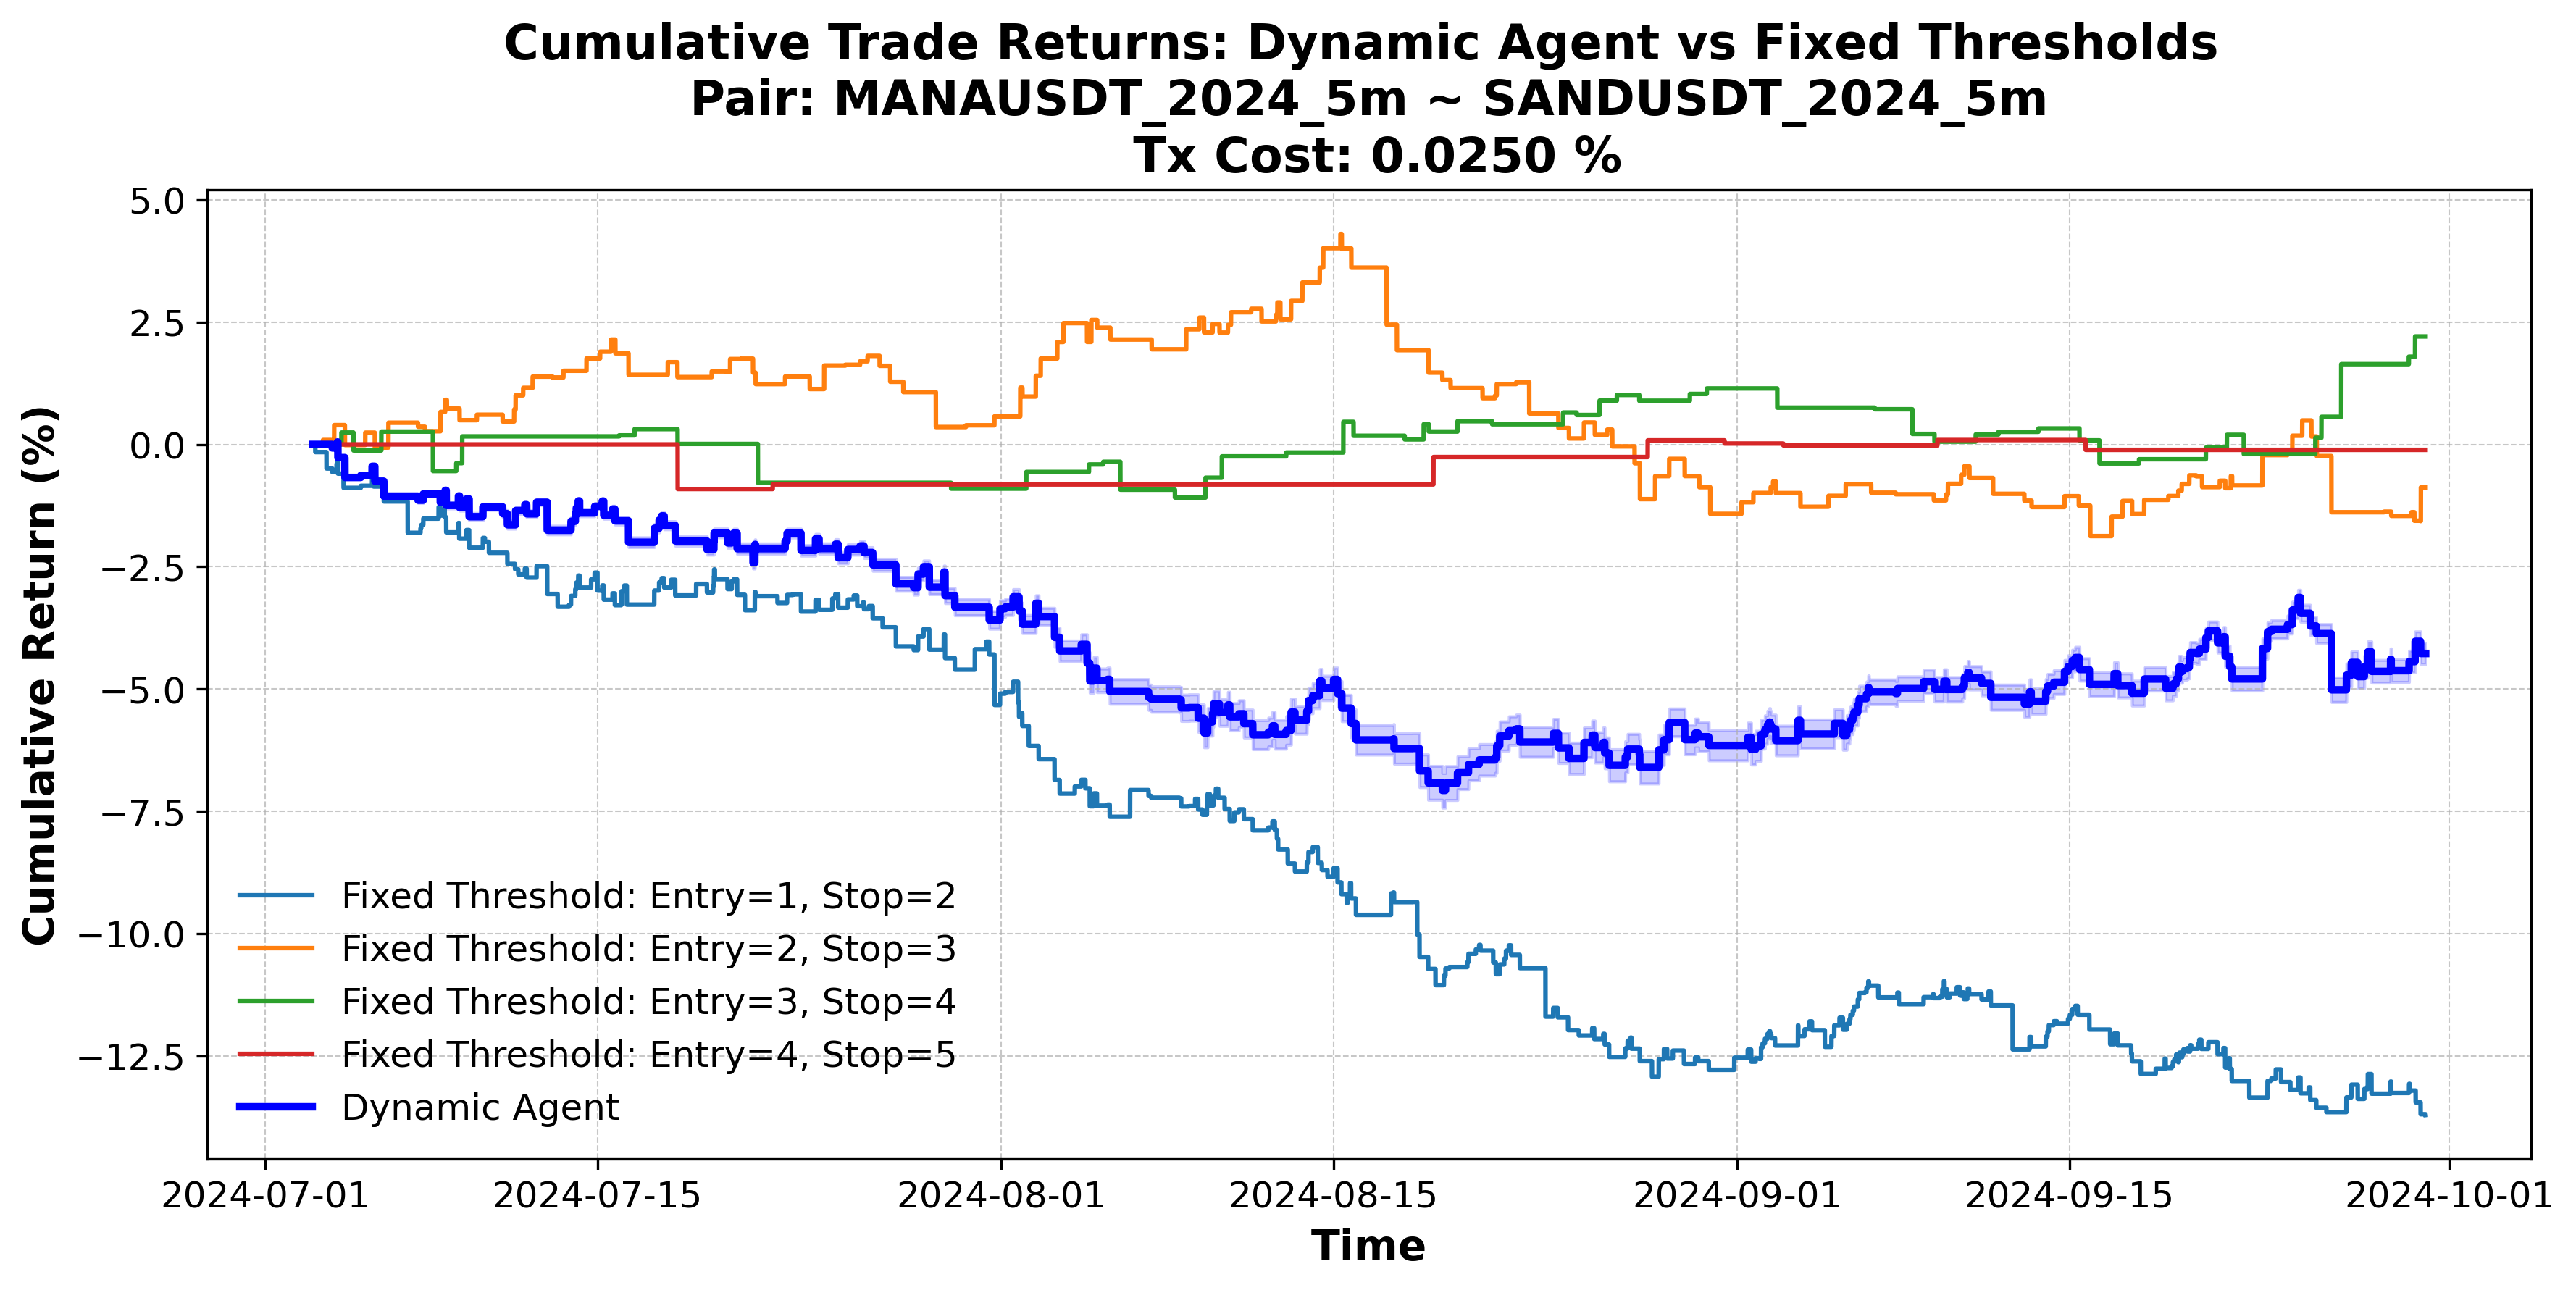 Cumulative Trade Returns: Dynamic Agent vs Fixed Thresholds
Pair: MANAUSDT_2024_5m ~ SANDUSDT_2024_5m
Tx Cost: 0.0250 %
Cumulative Return (%)
5.0
2.5
0.0
−2.5
−5.0
−7.5
−10.0
−12.5
Fixed Threshold: Entry=1, Stop=2
Fixed Threshold: Entry=2, Stop=3
Fixed Threshold: Entry=3, Stop=4
Fixed Threshold: Entry=4, Stop=5
Dynamic Agent
2024-07-01 2024-07-15 2024-08-01 2024-08-15 2024-09-01 2024-09-15 2024-10-01
Time